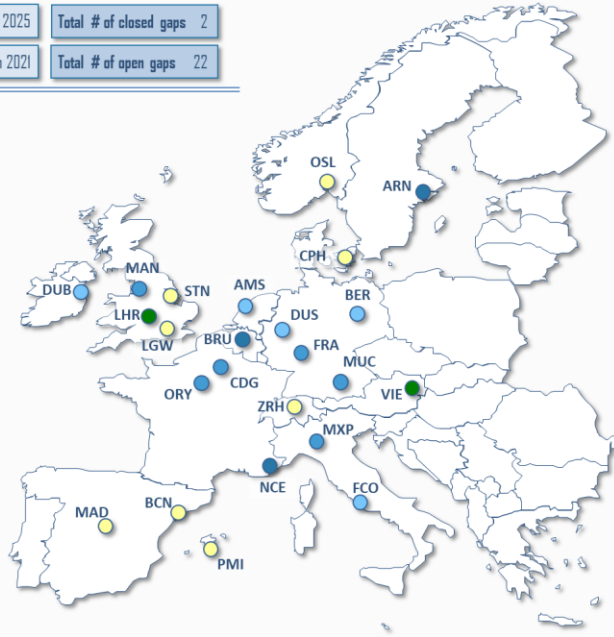 2025
Total # of closed gaps 2
2021
Total # of open gaps 22
OSL
ARN
CPH
MAN
DUB
STN
AMS
BER
LHR
DUS
LGW
BRU
FRA
MUC
CDG
ORY
VIE
ZRH
MXP
NCE
FCO
BCN
MAD
PMI